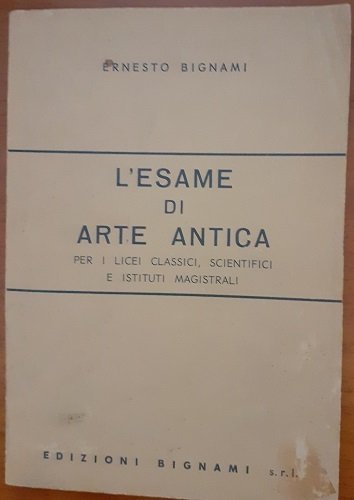 ERNESTO BIGNAMI
L'ESAME
DI
ARTE ANTICA
PER I LICEI CLASSICI, SCIENTIFICI
E ISTITUTI MAGISTRALI
EDIZIONI BIGNAMI s.r.l.